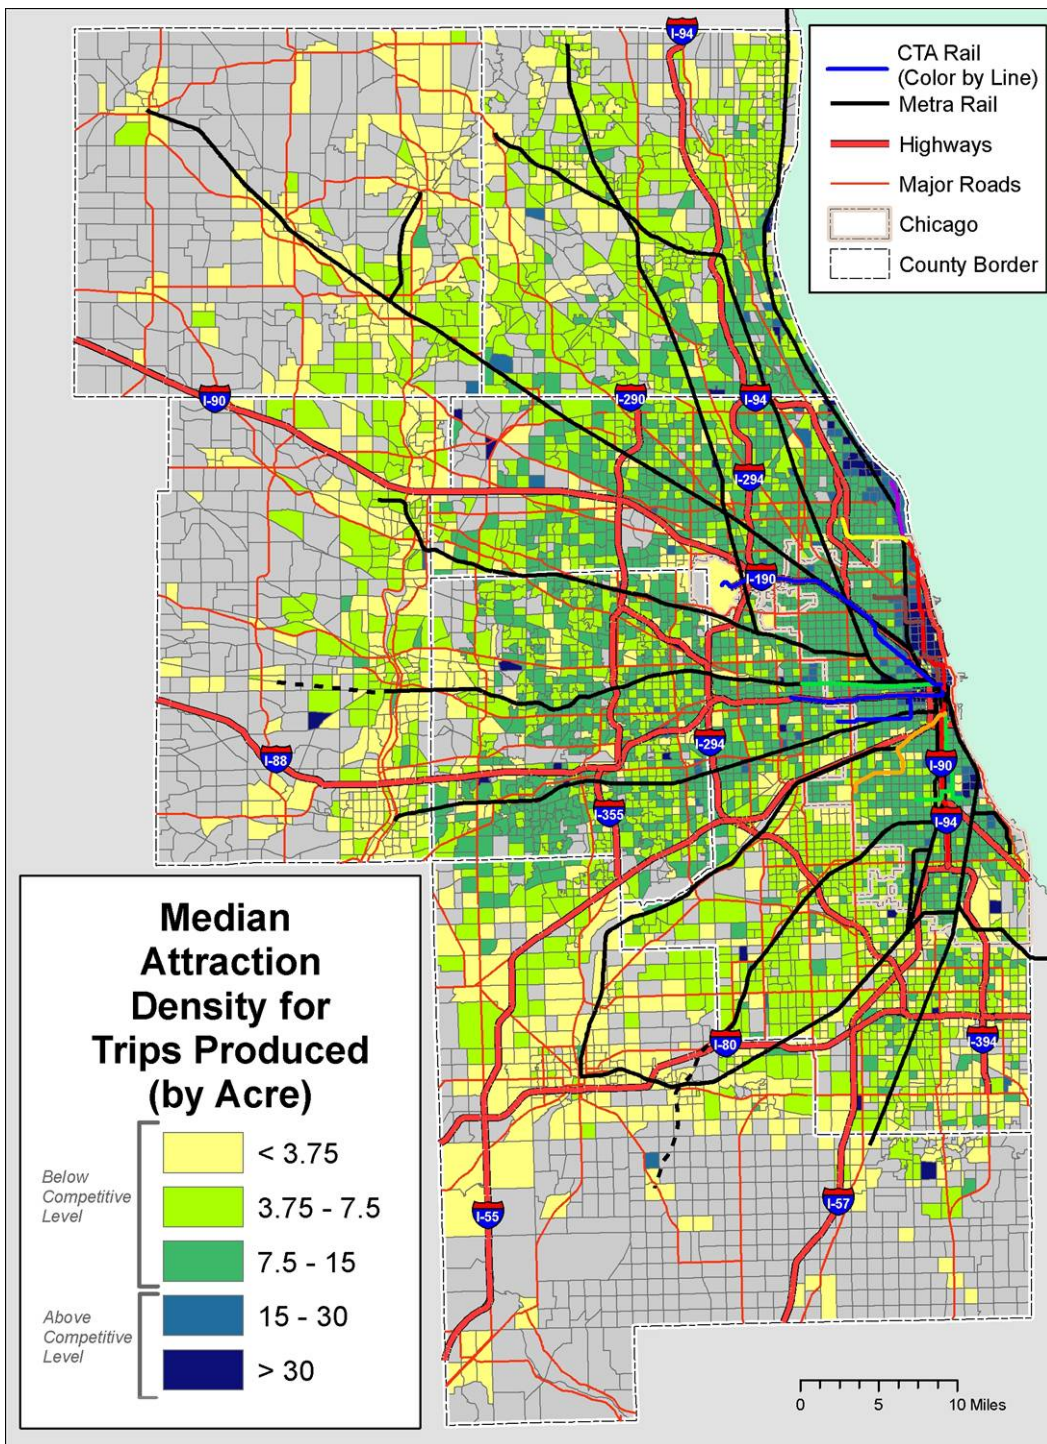 CTA Rail
(Color by Line)
Metra Rail
Highways
Major Roads
Chicago
County Border
I-94
I-90
I-290
I-94
I-294
I-190
I-88
I-294
I-90
I-355
I-94
I-80
I-394
I-55
I-57
Median
Attraction
Density for
Trips Produced
(by Acre)
Below
Competitive
Level
< 3.75
3.75 - 7.5
7.5 - 15
Above
Competitive
Level
15 - 30
> 30
0 5 10 Miles